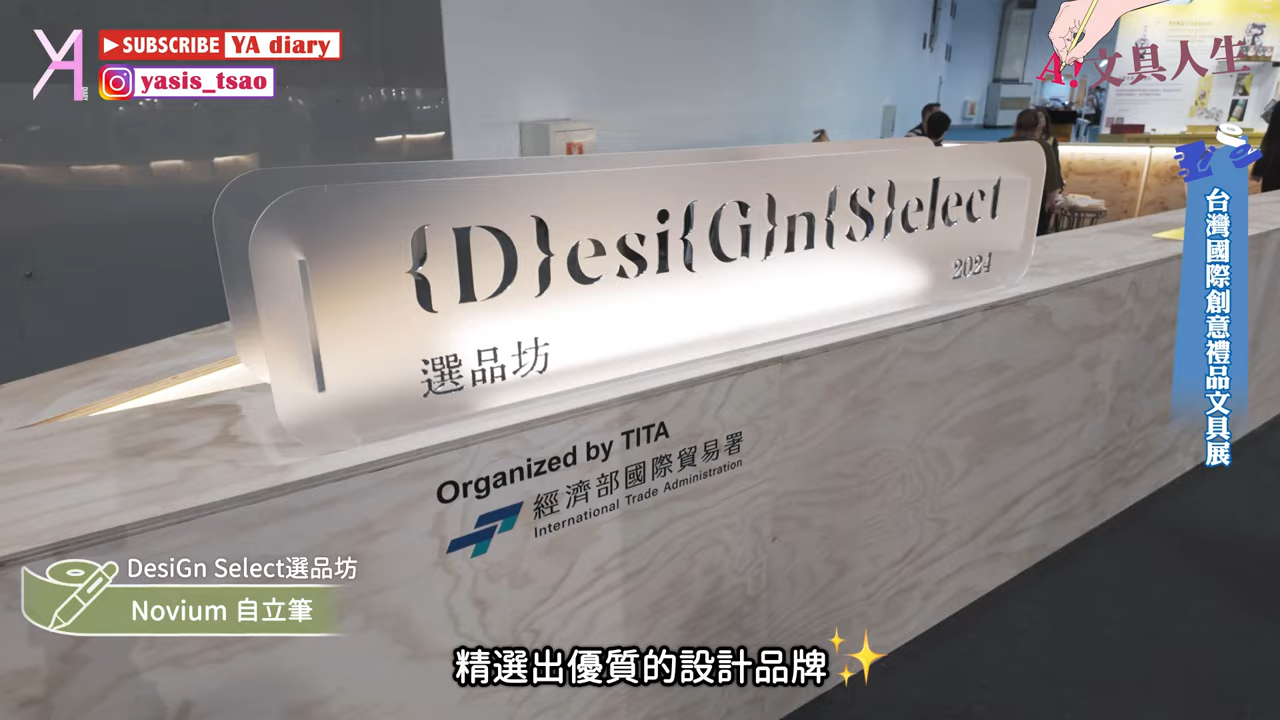 YA
DIARY
SUBSCRIBE YA diary
yasis_tsao
A!文具人生
台灣國際創意禮品文具展
{D}esi{G}n{S}elect
2024
選品坊
Organized by TITA
經濟部國際貿易署
International Trade Administration
DesiGn Select選品坊
Novium 自立筆
精選出優質的設計品牌